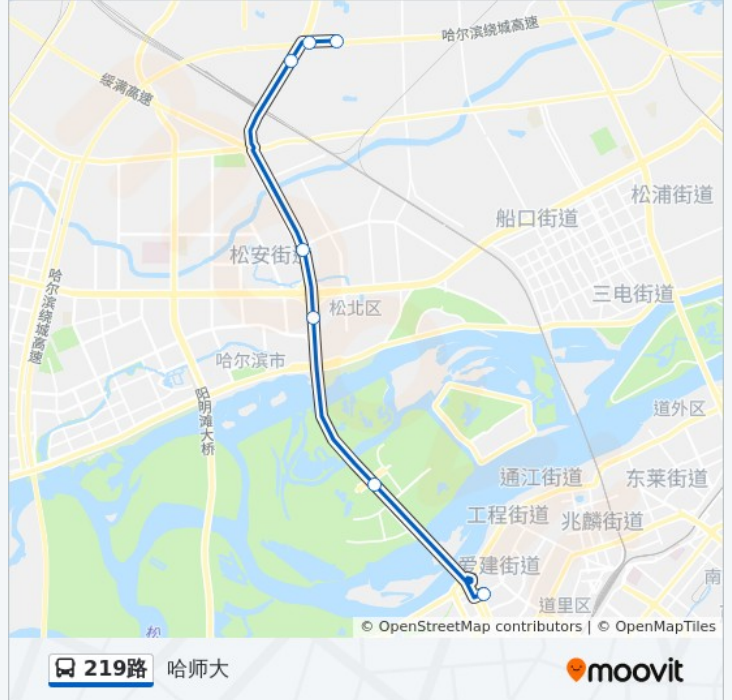 哈尔滨绕城高速
绥满高速
松浦街道
船口街道
松安街道
哈尔滨绕城高速
三电街道
松北区
哈尔滨市
阳明滩大桥
道外区
通江街道
东莱街道
工程街道
兆麟街道
爱建街道
南
道里区
松
© OpenStreetMap contributors | © OpenMapTiles
219路 哈师大
moovit